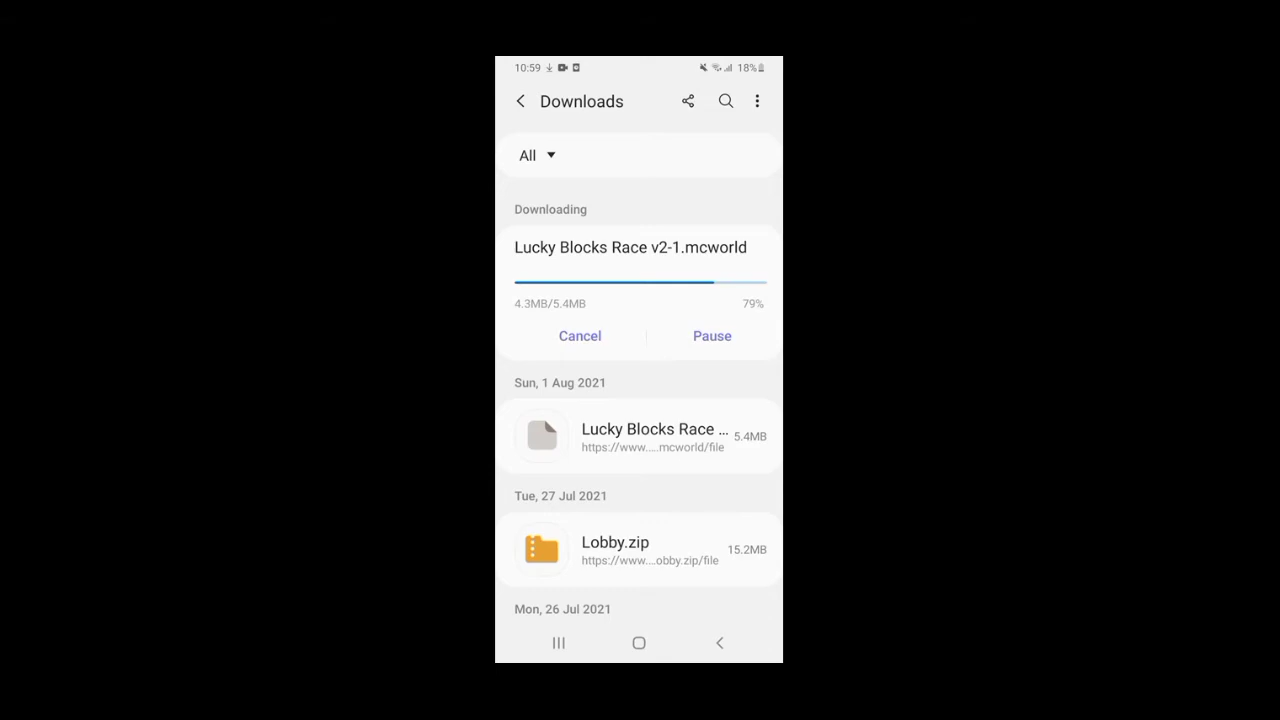 10:59
18%
Downloads
All
Downloading
Lucky Blocks Race v2-1.mcworld
4.3MB/5.4MB 79%
Cancel Pause
Sun, 1 Aug 2021
Lucky Blocks Race ... 5.4MB
https://www.....mcworld/file
Tue, 27 Jul 2021
Lobby.zip 15.2MB
https://www....obby.zip/file
Mon, 26 Jul 2021